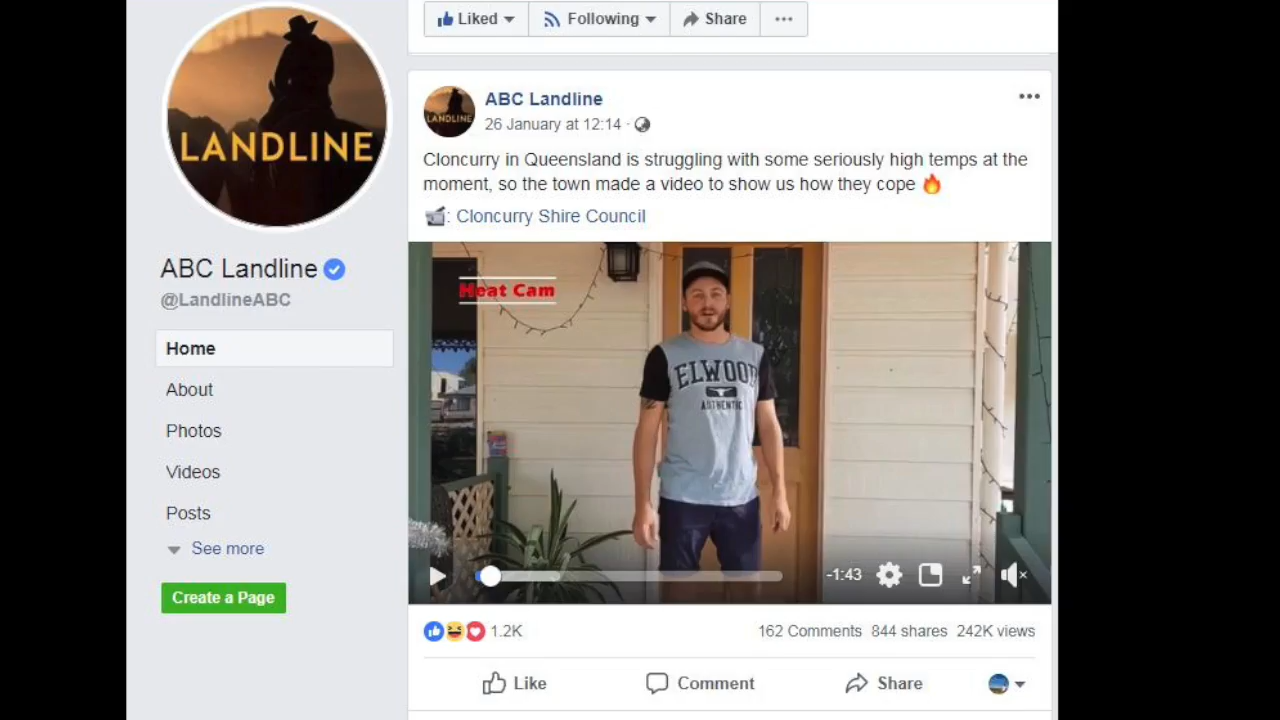 LANDLINE
ABC Landline
@LandlineABC
Home
About
Photos
Videos
Posts
See more
Create a Page
Liked
Following
Share
LANDLINE
ABC Landline
26 January at 12:14 ·
Cloncurry in Queensland is struggling with some seriously high temps at the
moment, so the town made a video to show us how they cope 🔥
: Cloncurry Shire Council
Heat Cam
ELWOOD
AUTHENTIC
-1:43
1.2K
162 Comments 844 shares 242K views
Like
Comment
Share